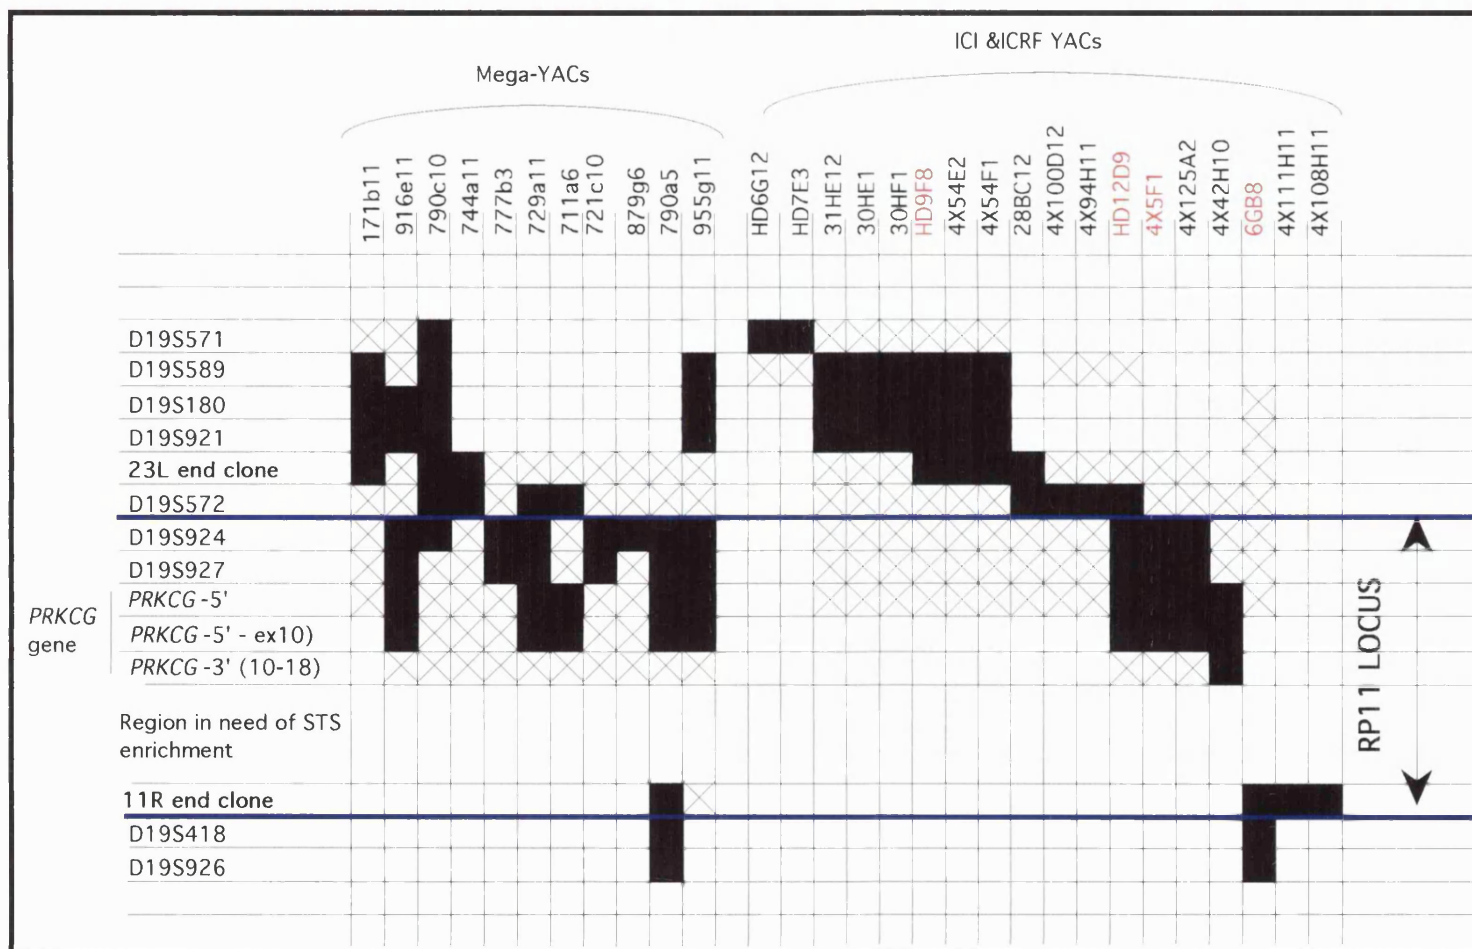 ICI &ICRF YACs
Mega-YACs
171b11
916e11
790c10
744a11
777b3
729a11
711a6
721c10
879g6
790a5
955g11
HD6G12
HD7E3
31HE12
30HE1
30HF1
HD9F8
4X54E2
4X54F1
28BC12
4X100D12
4X94H11
HD12D9
4X5F1
4X125A2
4X42H10
6GB8
4X111H11
4X108H11
D19S571
D19S589
D19S180
D19S921
23L end clone
D19S572
D19S924
D19S927
PRKCG
gene
PRKCG -5'
PRKCG -5' - ex10)
PRKCG -3' (10-18)
Region in need of STS
enrichment
11R end clone
D19S418
D19S926
RP11 LOCUS